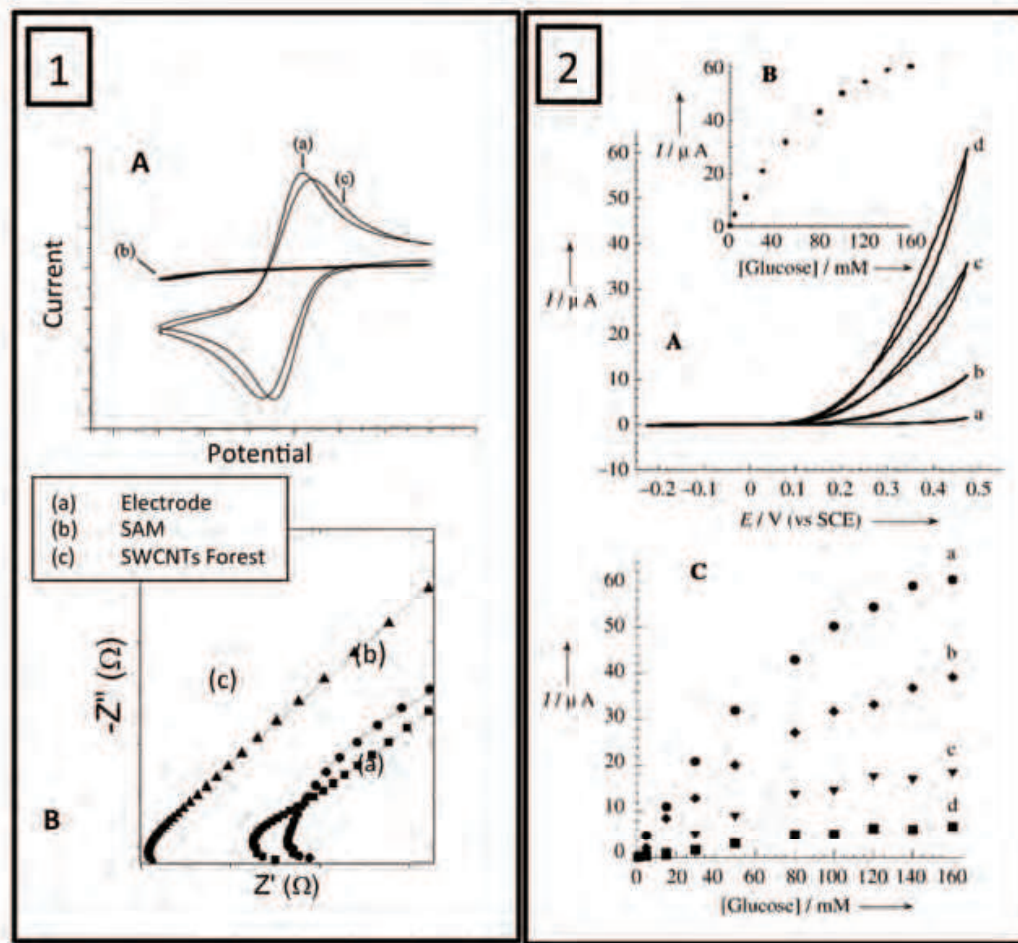 1
A
(a)
(c)
(b)
Current
Potential
(a) Electrode
(b) SAM
(c) SWCNTs Forest
-Z" (Ω)
(c)
(b)
(a)
B
Z' (Ω)
2
B
60
40
20
0
I / μ A
0 40 80 120 160
[Glucose] / mM
60
50
40
30
20
10
0
−10
I / μ A
A
d
c
b
a
−0.2 −0.1 0 0.1 0.2 0.3 0.4 0.5
E / V (vs SCE)
C
60
50
40
30
20
10
0
I / μ A
a
b
c
d
0 20 40 60 80 100 120 140 160
[Glucose] / mM